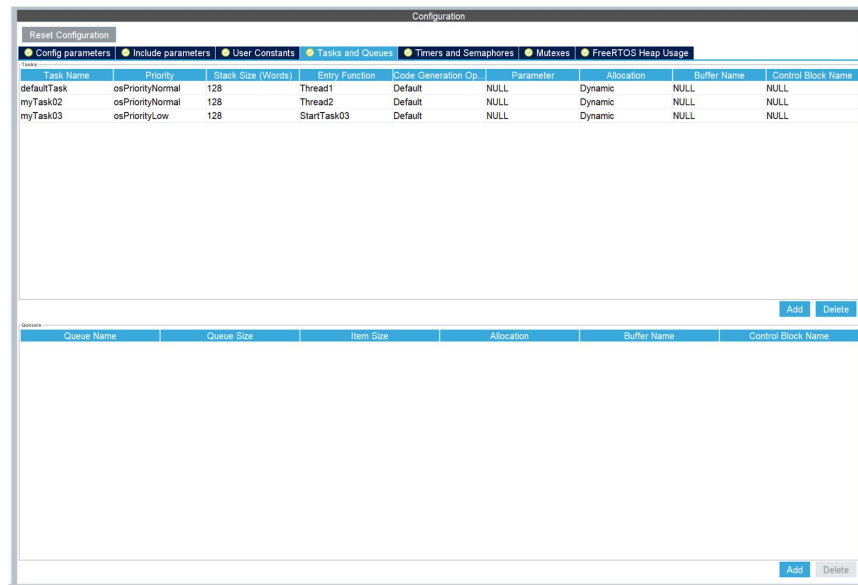 Configuration
Reset Configuration
Config parameters Include parameters User Constants Tasks and Queues Timers and Semaphores Mutexes FreeRTOS Heap Usage
Tasks
Task Name Priority Stack Size (Words) Entry Function Code Generation Op... Parameter Allocation Buffer Name Control Block Name
defaultTask osPriorityNormal 128 Thread1 Default NULL Dynamic NULL NULL
myTask02 osPriorityNormal 128 Thread2 Default NULL Dynamic NULL NULL
myTask03 osPriorityLow 128 StartTask03 Default NULL Dynamic NULL NULL
Add Delete
Queues
Queue Name Queue Size Item Size Allocation Buffer Name Control Block Name
Add Delete